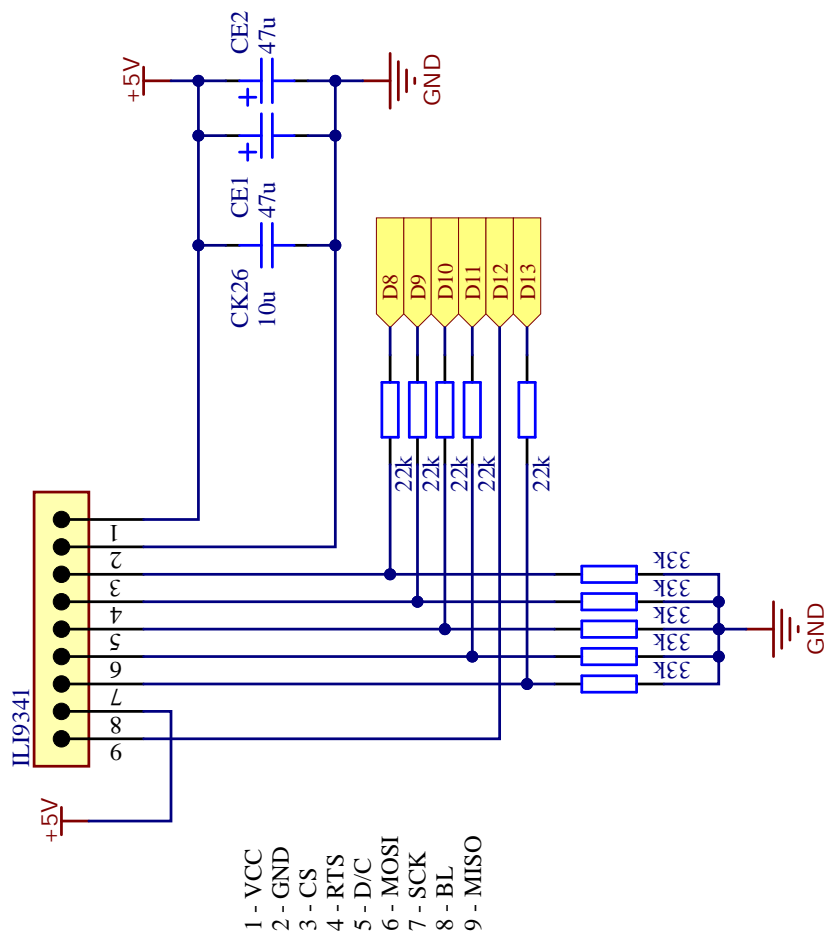 CE2
47u
+5V
GND
CE1
47u
CK26
10u
D8
D9
D10
D11
D12
D13
22k
22k
22k
22k
22k
ILI9341
1
2
3
4
5
6
7
8
9
33k
33k
33k
33k
33k
GND
+5V
1 - VCC
2 - GND
3 - CS
4 - RTS
5 - D/C
6 - MOSI
7 - SCK
8 - BL
9 - MISO